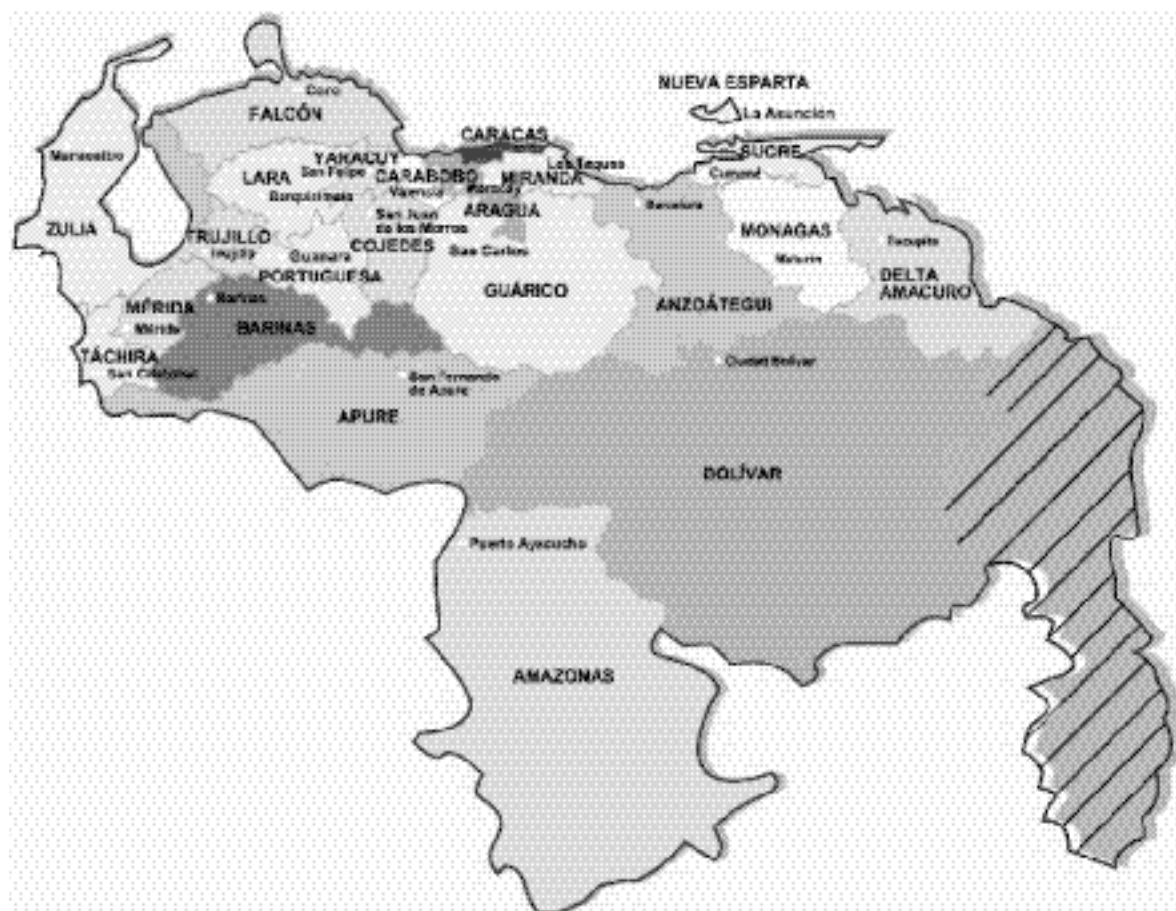 NUEVA ESPARTA
La Asunción
Coro
FALCÓN
CARACAS
SUCRE
Maracaibo
YARACUY
San Felipe
CARABOBO
Valencia
Maracay
MIRANDA
Los Teques
Cumaná
LARA
Barquisimeto
San Juan
de los Morros
ARAGUA
Barcelona
ZULIA
TRUJILLO
Trujillo
Guanare
COJEDES
San Carlos
MONAGAS
Maturín
Tucupita
PORTUGUESA
GUÁRICO
ANZOÁTEGUI
DELTA
AMACURO
MÉRIDA
Mérida
Barinas
BARINAS
TÁCHIRA
San Cristóbal
San Fernando
de Apure
Ciudad Bolívar
APURE
BOLÍVAR
Puerto Ayacucho
AMAZONAS